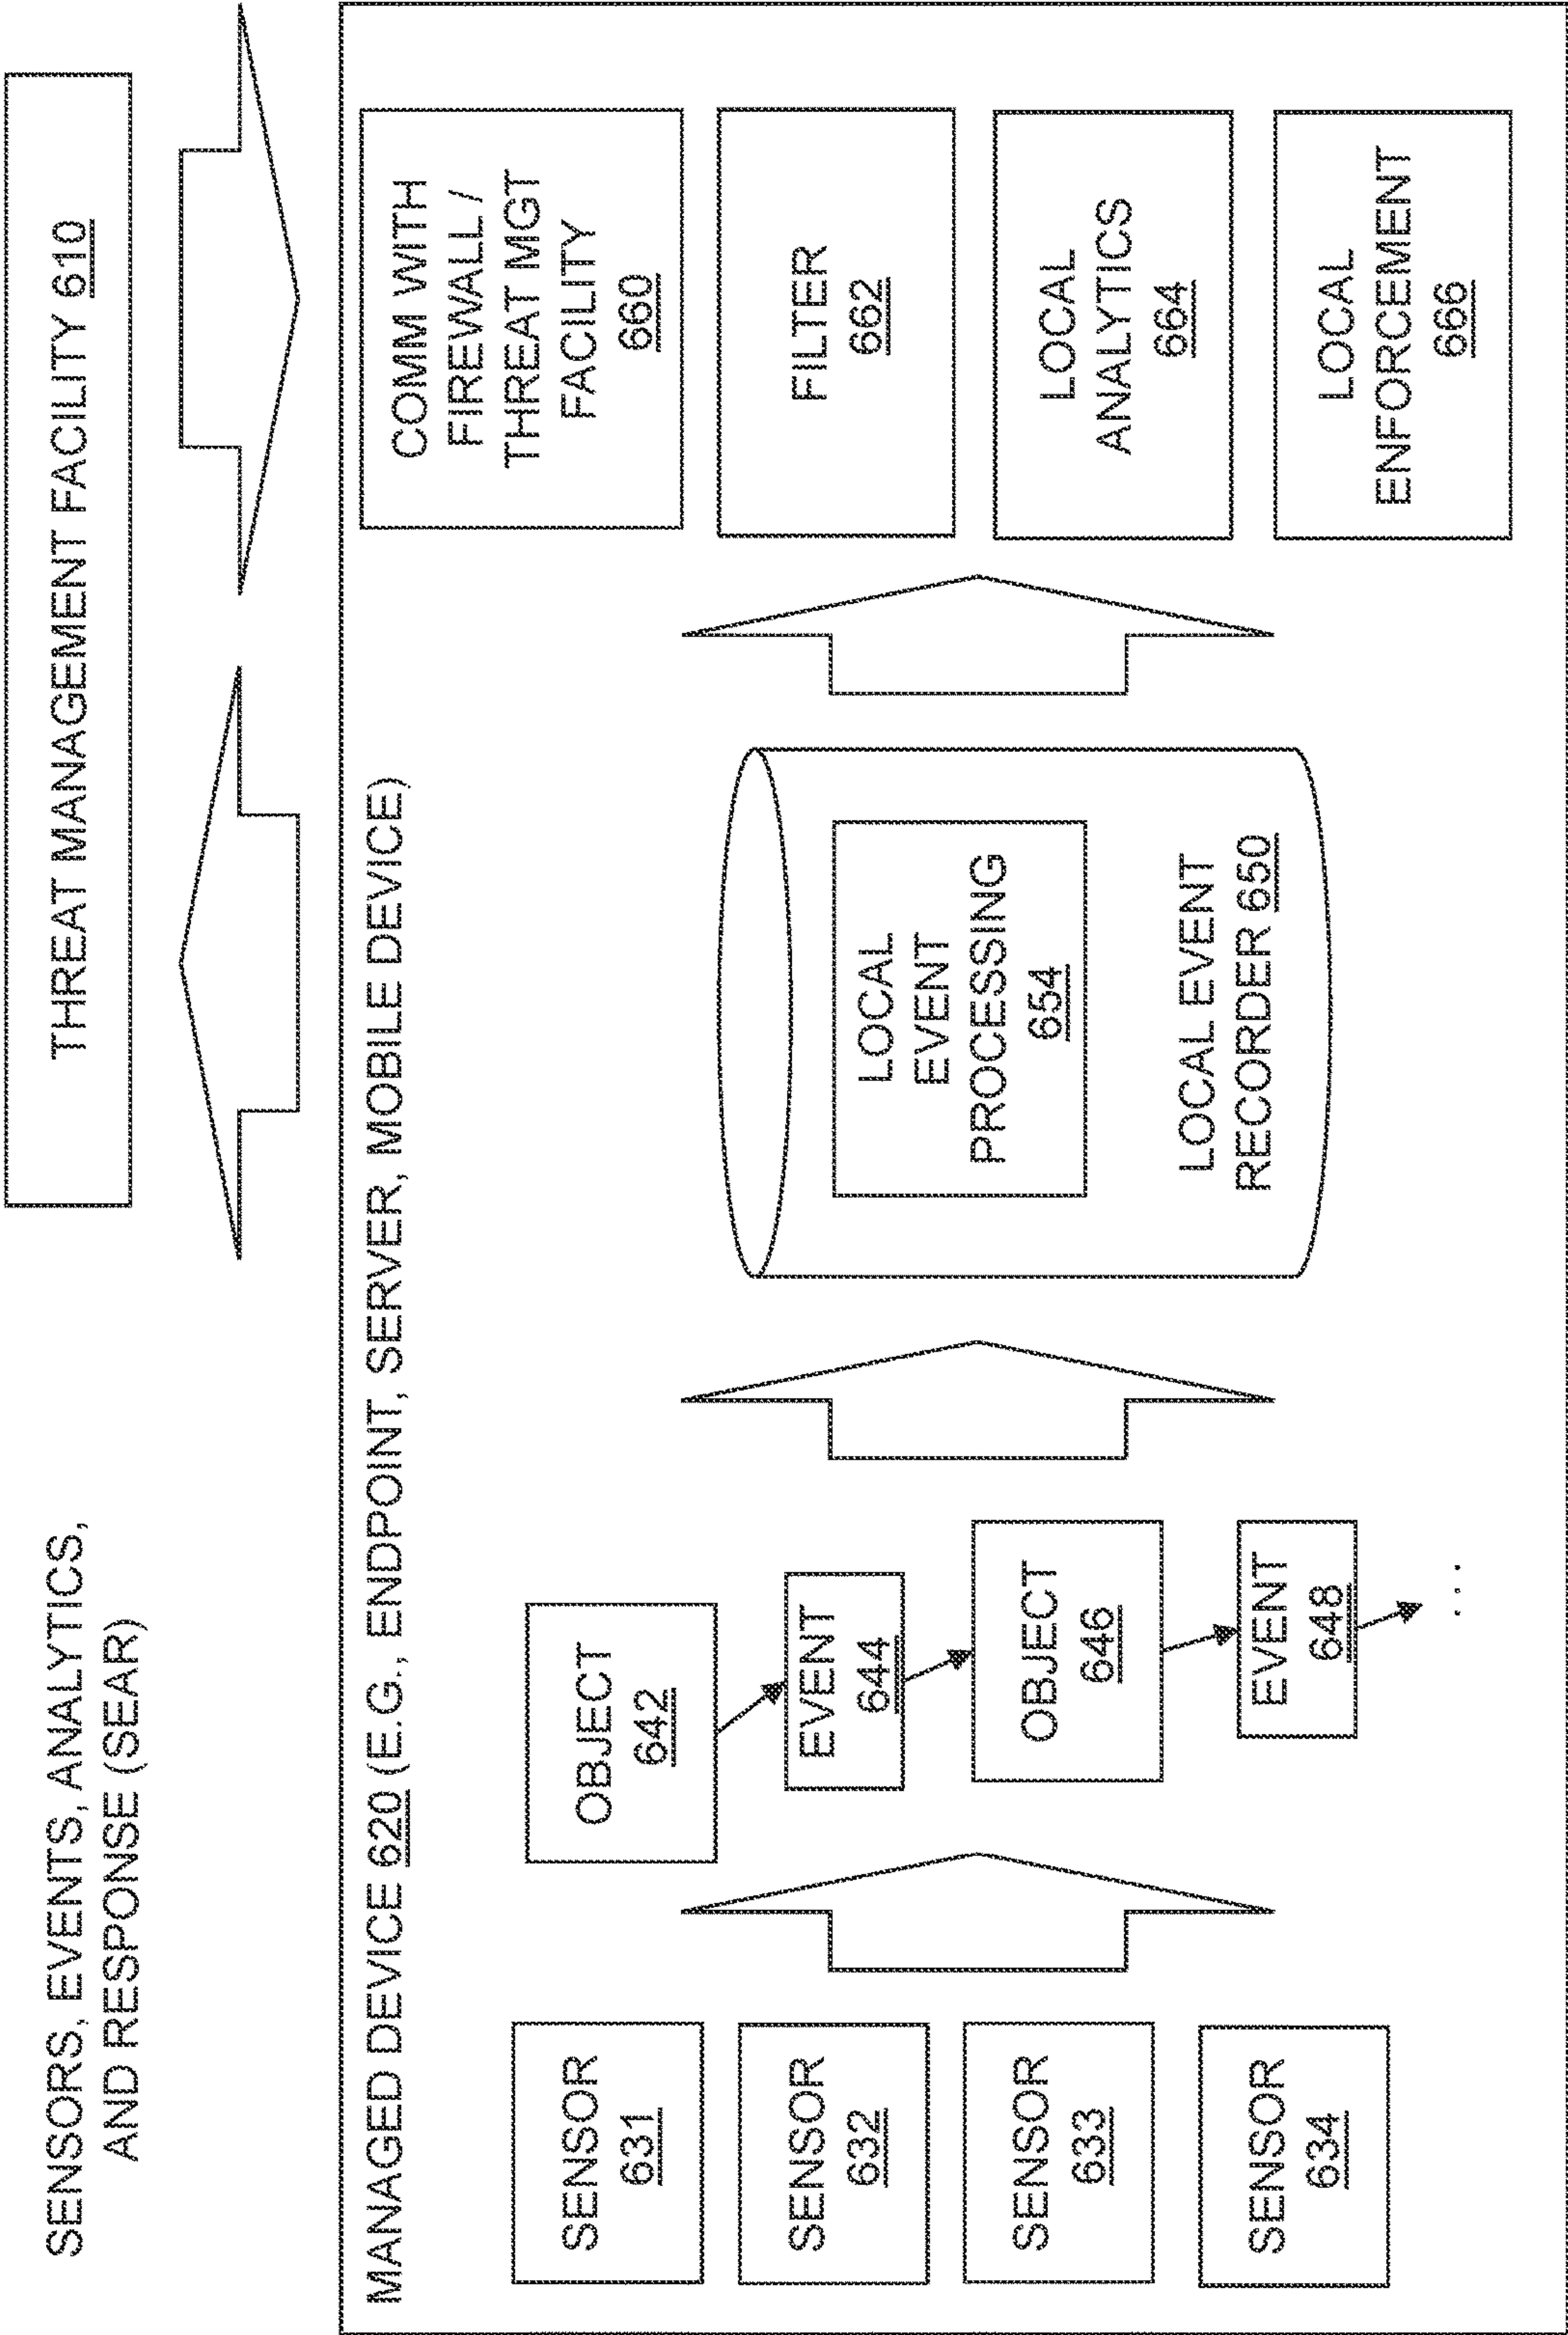 SENSORS, EVENTS, ANALYTICS,
AND RESPONSE (SEAR)
THREAT MANAGEMENT FACILITY 610
MANAGED DEVICE 620 (E.G., ENDPOINT, SERVER, MOBILE DEVICE)
SENSOR
631
SENSOR
632
SENSOR
633
SENSOR
634
OBJECT
642
EVENT
644
OBJECT
646
EVENT
648
...
LOCAL
EVENT
PROCESSING
654
LOCAL EVENT
RECORDER 650
COMM WITH
FIREWALL /
THREAT MGT
FACILITY
660
FILTER
662
LOCAL
ANALYTICS
664
LOCAL
ENFORCEMENT
666